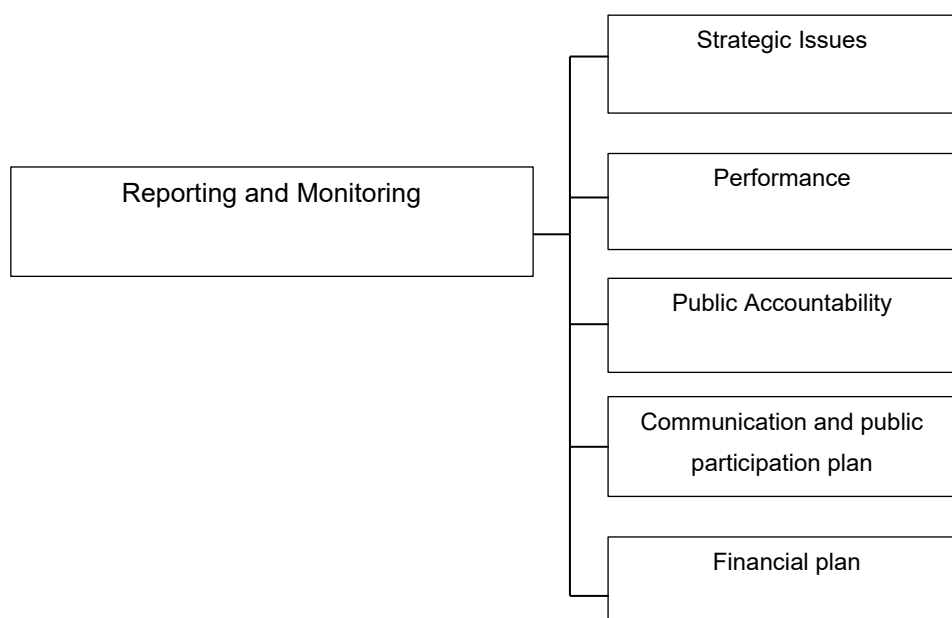 Strategic Issues
Reporting and Monitoring
Performance
Public Accountability
Communication and public
participation plan
Financial plan